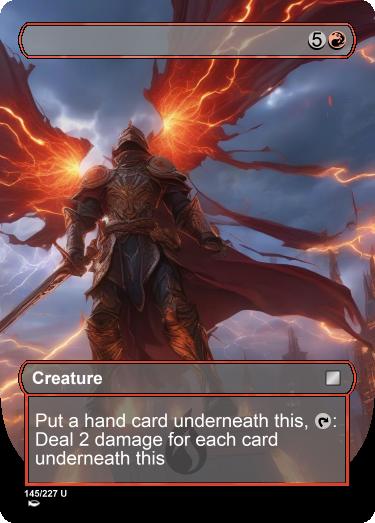 5
Creature
Put a hand card underneath this, :
Deal 2 damage for each card
underneath this
145/227 U